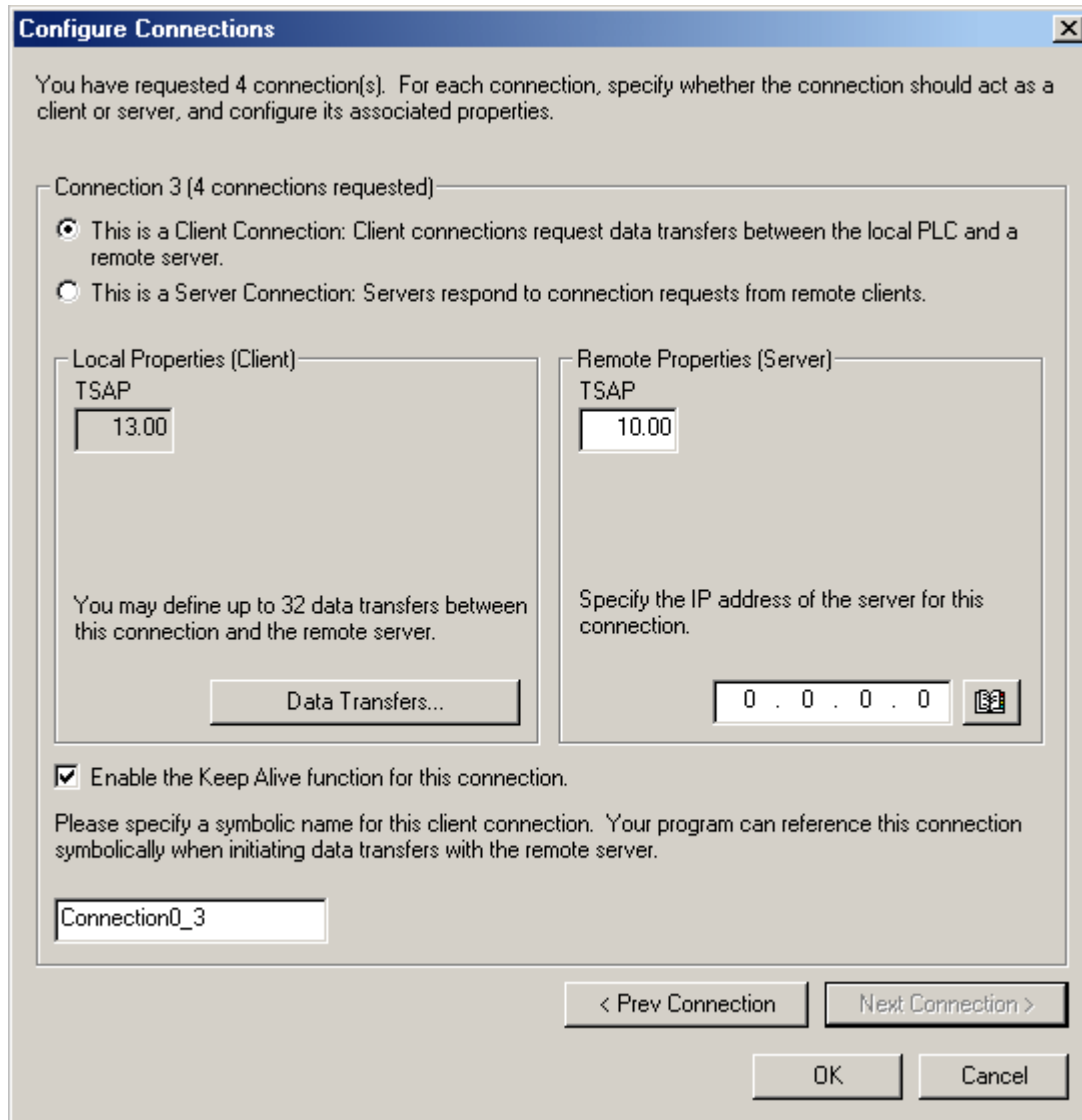 Configure Connections
You have requested 4 connection(s).  For each connection, specify whether the connection should act as a
client or server, and configure its associated properties.
Connection 3 (4 connections requested)
This is a Client Connection: Client connections request data transfers between the local PLC and a
remote server.
This is a Server Connection: Servers respond to connection requests from remote clients.
Local Properties (Client)
TSAP
13.00
You may define up to 32 data transfers between
this connection and the remote server.
Data Transfers...
Remote Properties (Server)
TSAP
10.00
Specify the IP address of the server for this
connection.
0 . 0 . 0 . 0
Enable the Keep Alive function for this connection.
Please specify a symbolic name for this client connection.  Your program can reference this connection
symbolically when initiating data transfers with the remote server.
Connection0_3
< Prev Connection
Next Connection >
OK
Cancel